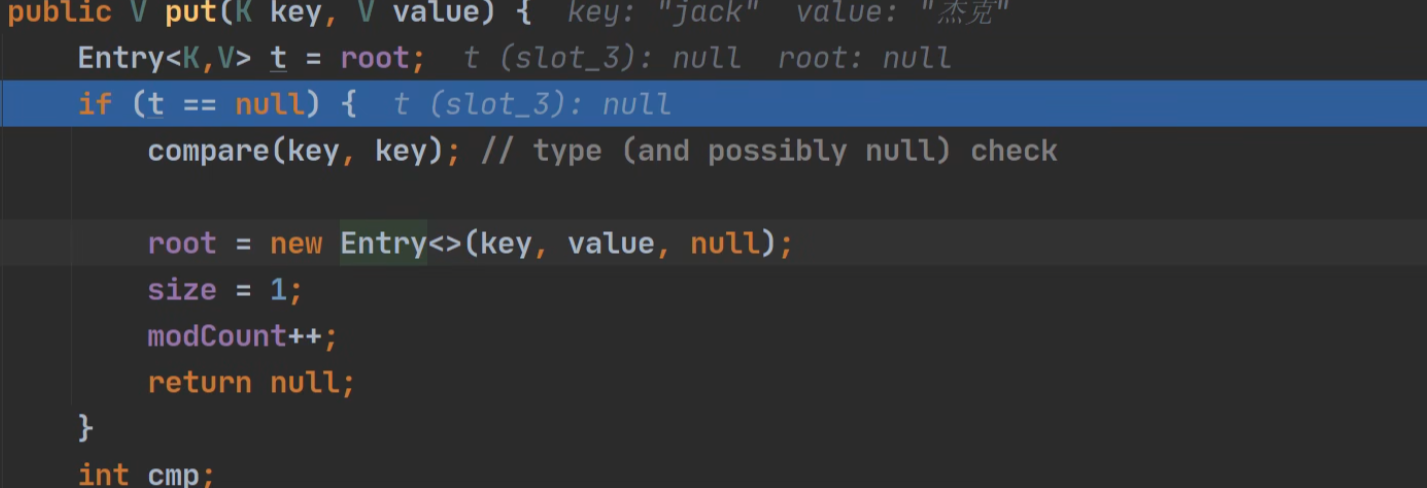 public V put(K key, V value) {  key: "jack"  value: "杰克"
Entry<K,V> t = root;  t (slot_3): null  root: null
if (t == null) {  t (slot_3): null
compare(key, key); // type (and possibly null) check
root = new Entry<>(key, value, null);
size = 1;
modCount++;
return null;
}
int cmp;